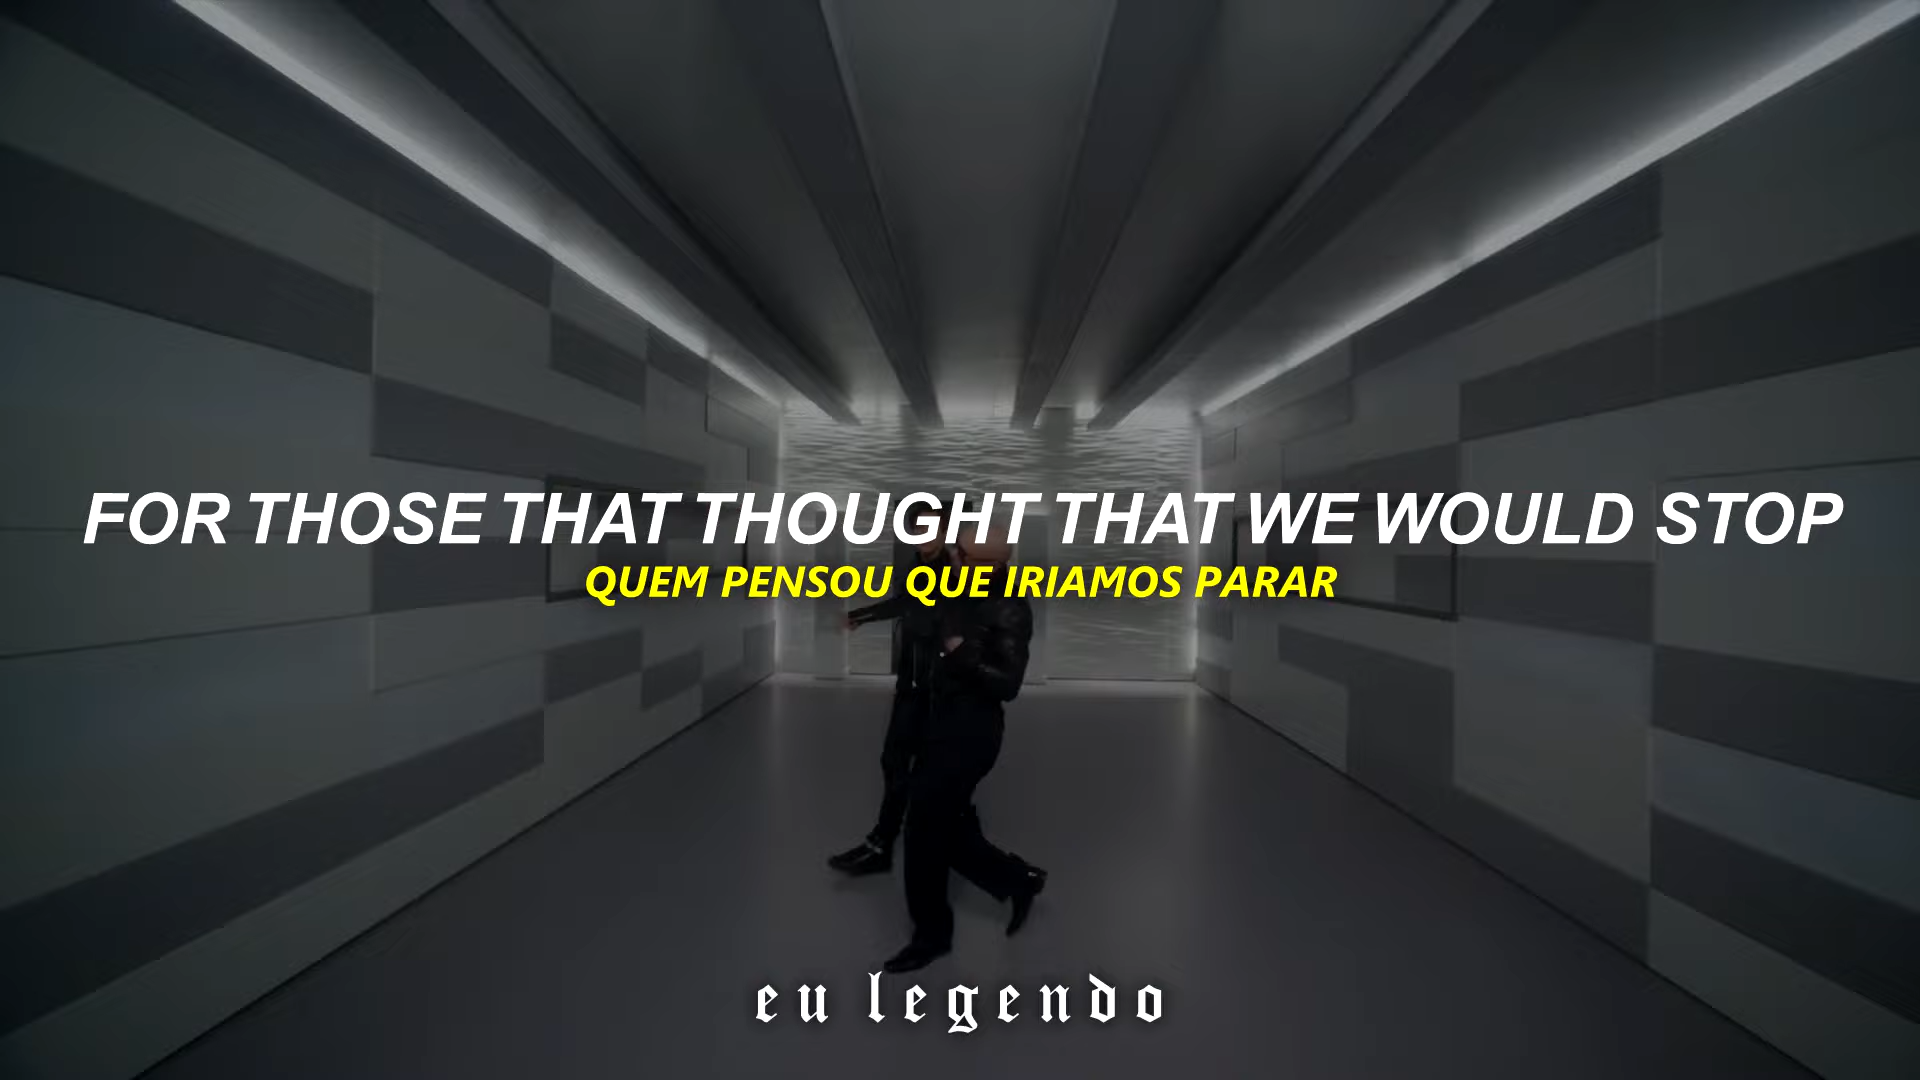 FOR THOSE THAT THOUGHT THAT WE WOULD STOP
QUEM PENSOU QUE IRIAMOS PARAR
eu legendo